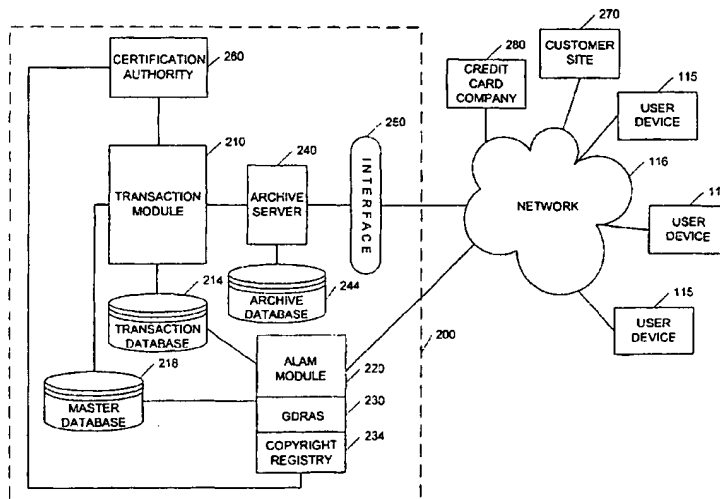 CERTIFICATION
AUTHORITY
260
210
TRANSACTION
MODULE
240
ARCHIVE
SERVER
250
INTERFACE
280
CREDIT
CARD
COMPANY
270
CUSTOMER
SITE
115
USER
DEVICE
116
NETWORK
11
USER
DEVICE
115
USER
DEVICE
214
TRANSACTION
DATABASE
ARCHIVE
DATABASE
244
218
MASTER
DATABASE
ALAM
MODULE
220
GDRAS
230
COPYRIGHT
REGISTRY
234
200